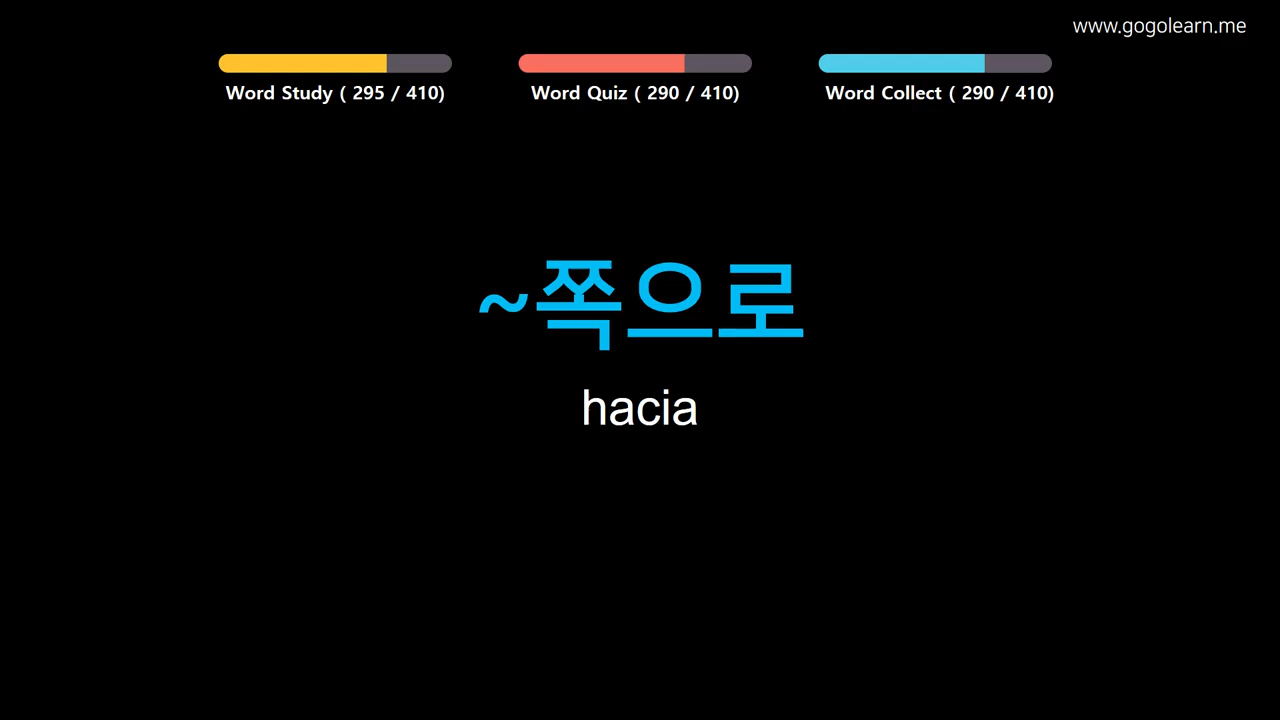 www.gogolearn.me
Word Study ( 295 / 410)
Word Quiz ( 290 / 410)
Word Collect ( 290 / 410)
~쪽으로
hacia